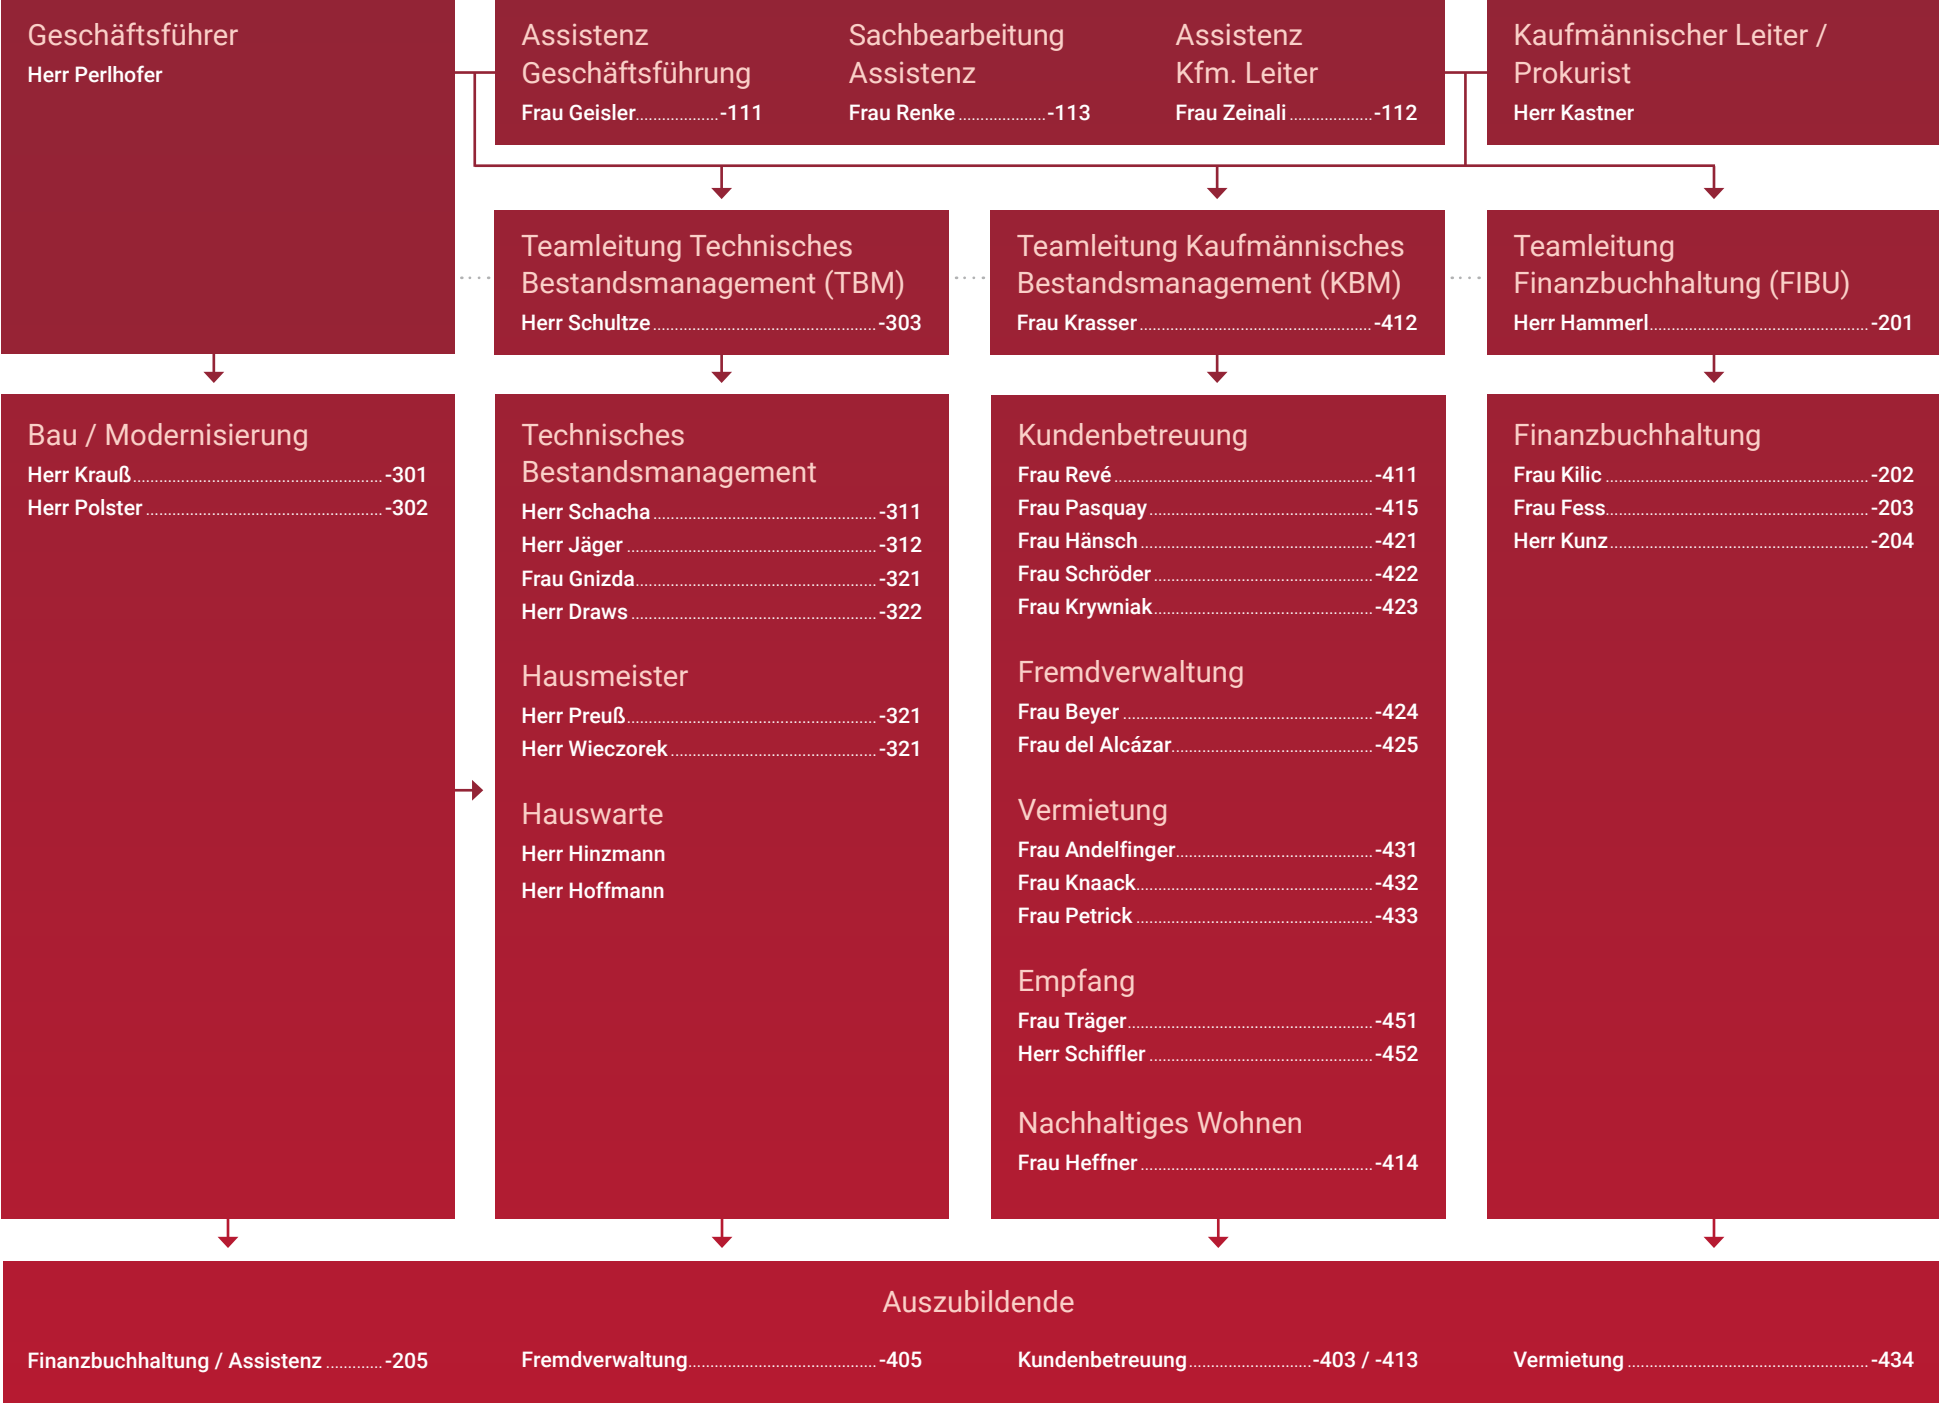 Geschäftsführer
Herr Perlhofer
Assistenz
Geschäftsführung
Frau Geisler -111
Sachbearbeitung
Assistenz
Frau Renke -113
Assistenz
Kfm. Leiter
Frau Zeinali -112
Kaufmännischer Leiter /
Prokurist
Herr Kastner
Teamleitung Technisches
Bestandsmanagement (TBM)
Herr Schultze -303
Teamleitung Kaufmännisches
Bestandsmanagement (KBM)
Frau Krasser -412
Teamleitung
Finanzbuchhaltung (FIBU)
Herr Hammerl -201
Bau / Modernisierung
Herr Krauß -301
Herr Polster -302
Technisches
Bestandsmanagement
Herr Schacha -311
Herr Jäger -312
Frau Gnizda -321
Herr Draws -322
Hausmeister
Herr Preuß -321
Herr Wieczorek -321
Hauswarte
Herr Hinzmann
Herr Hoffmann
Kundenbetreuung
Frau Revé -411
Frau Pasquay -415
Frau Hänsch -421
Frau Schröder -422
Frau Krywniak -423
Fremdverwaltung
Frau Beyer -424
Frau del Alcázar -425
Vermietung
Frau Andelfinger -431
Frau Knaack -432
Frau Petrick -433
Empfang
Frau Träger -451
Herr Schiffler -452
Nachhaltiges Wohnen
Frau Heffner -414
Finanzbuchhaltung
Frau Kilic -202
Frau Fess -203
Herr Kunz -204
Auszubildende
Finanzbuchhaltung / Assistenz -205
Fremdverwaltung -405
Kundenbetreuung -403 / -413
Vermietung -434